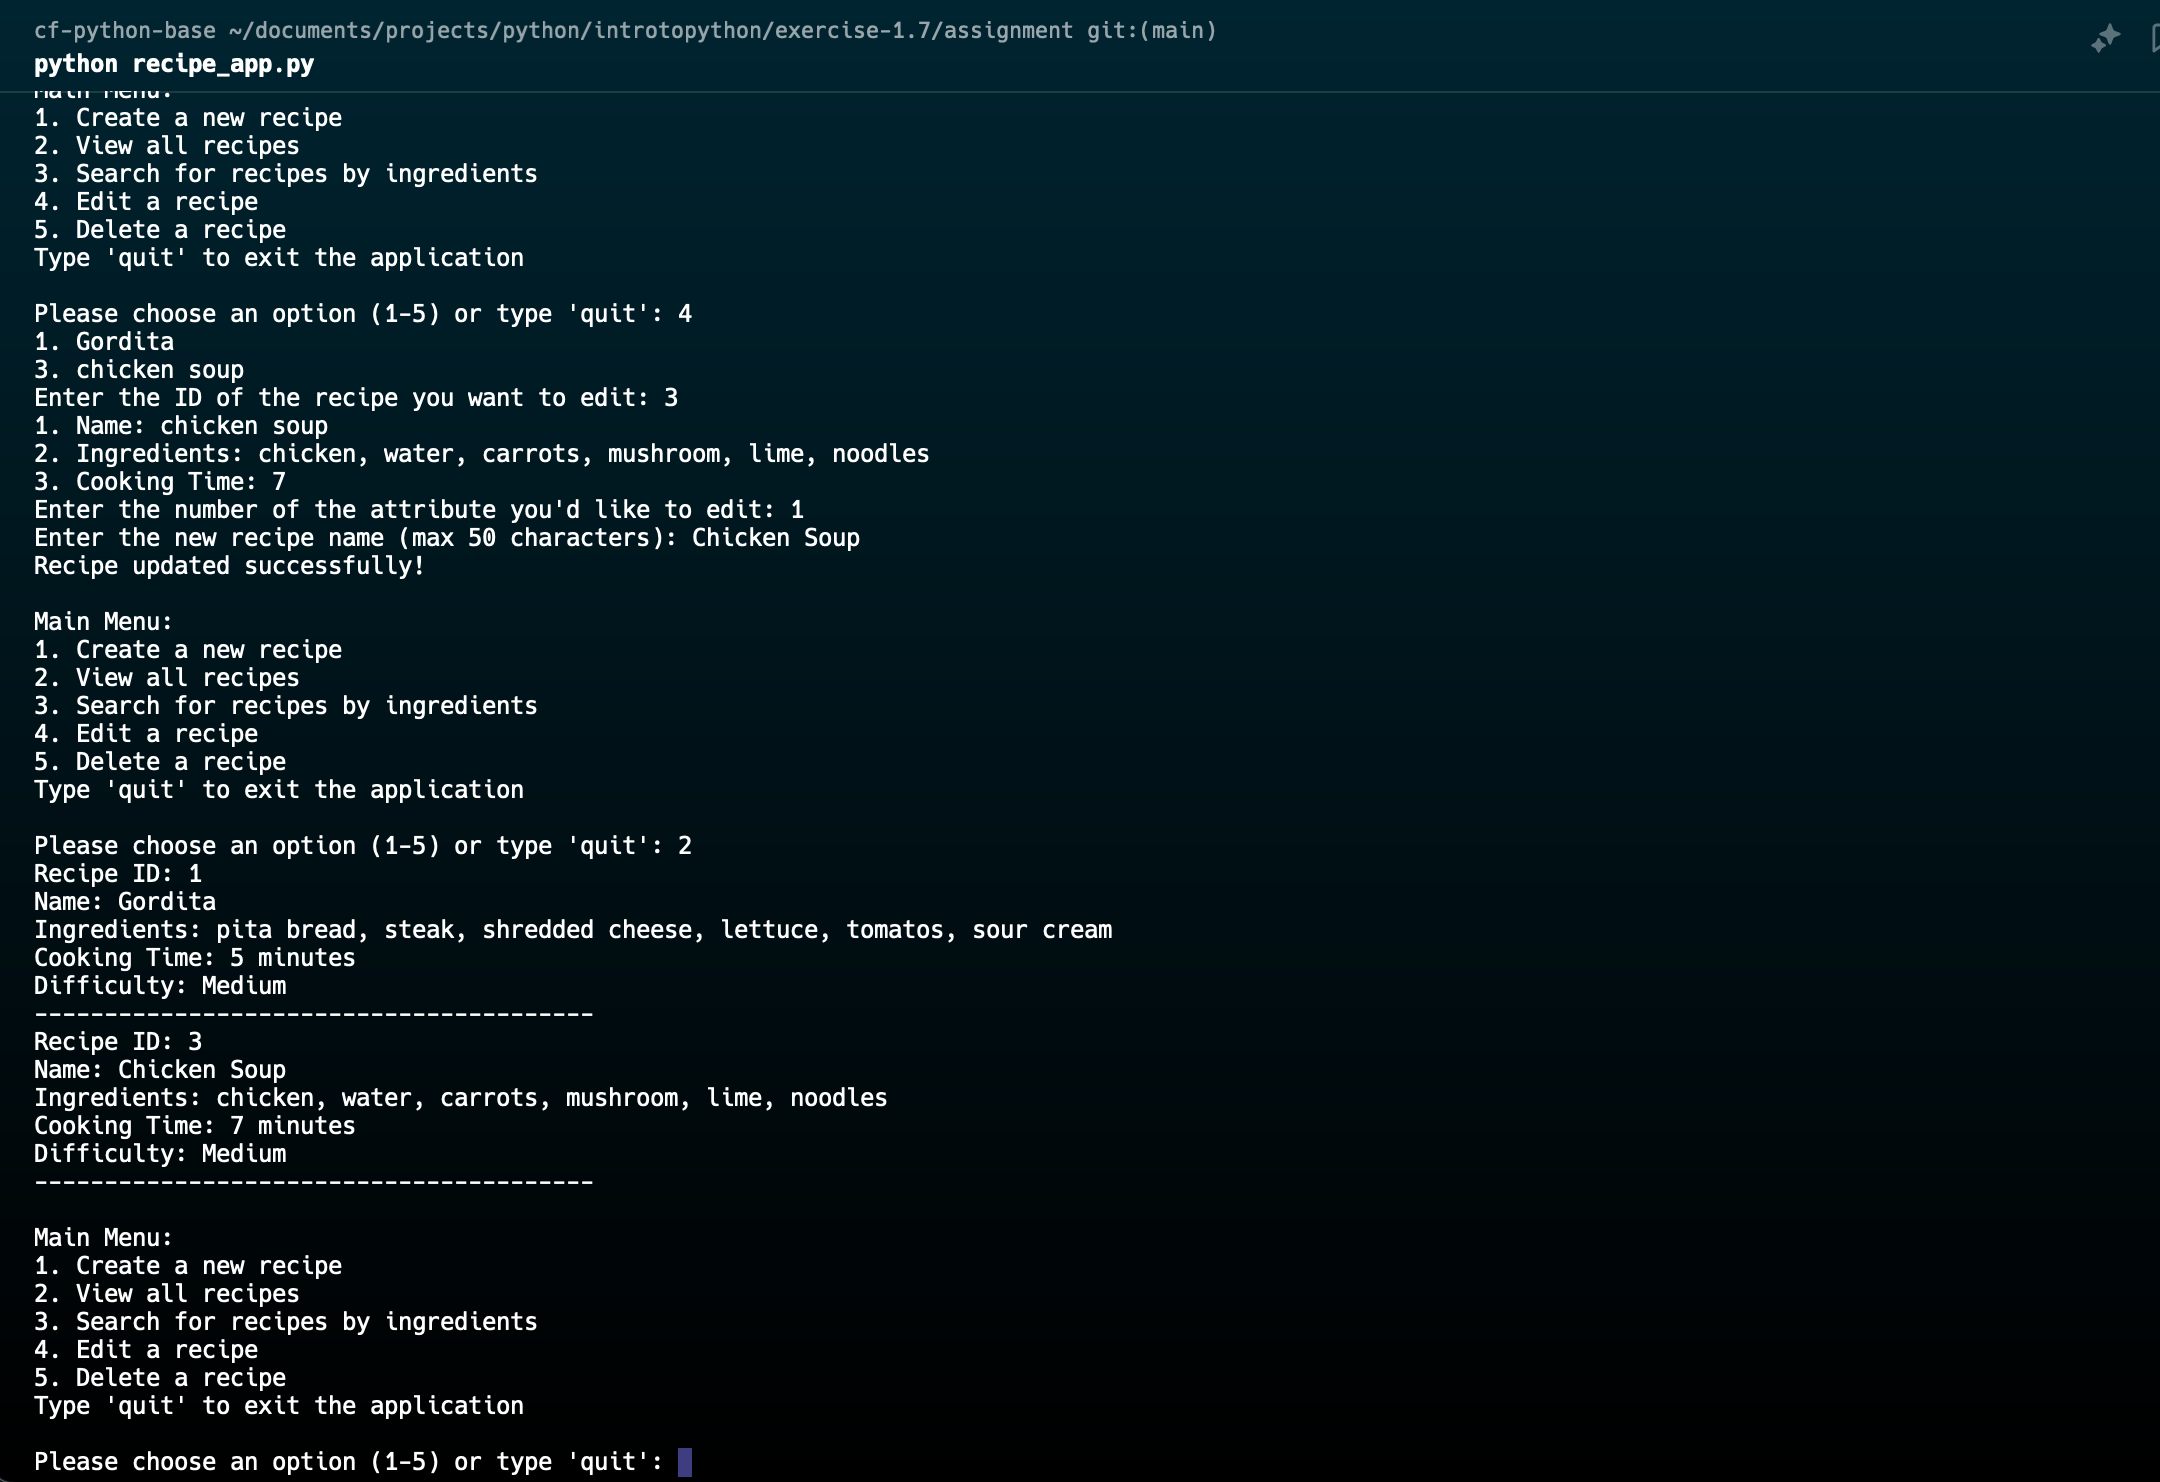 cf-python-base ~/documents/projects/python/introtopython/exercise-1.7/assignment git:(main)
python recipe_app.py
Main Menu:
1. Create a new recipe
2. View all recipes
3. Search for recipes by ingredients
4. Edit a recipe
5. Delete a recipe
Type 'quit' to exit the application
Please choose an option (1-5) or type 'quit': 4
1. Gordita
3. chicken soup
Enter the ID of the recipe you want to edit: 3
1. Name: chicken soup
2. Ingredients: chicken, water, carrots, mushroom, lime, noodles
3. Cooking Time: 7
Enter the number of the attribute you'd like to edit: 1
Enter the new recipe name (max 50 characters): Chicken Soup
Recipe updated successfully!
Main Menu:
1. Create a new recipe
2. View all recipes
3. Search for recipes by ingredients
4. Edit a recipe
5. Delete a recipe
Type 'quit' to exit the application
Please choose an option (1-5) or type 'quit': 2
Recipe ID: 1
Name: Gordita
Ingredients: pita bread, steak, shredded cheese, lettuce, tomatos, sour cream
Cooking Time: 5 minutes
Difficulty: Medium
----------------------------------------
Recipe ID: 3
Name: Chicken Soup
Ingredients: chicken, water, carrots, mushroom, lime, noodles
Cooking Time: 7 minutes
Difficulty: Medium
----------------------------------------
Main Menu:
1. Create a new recipe
2. View all recipes
3. Search for recipes by ingredients
4. Edit a recipe
5. Delete a recipe
Type 'quit' to exit the application
Please choose an option (1-5) or type 'quit':